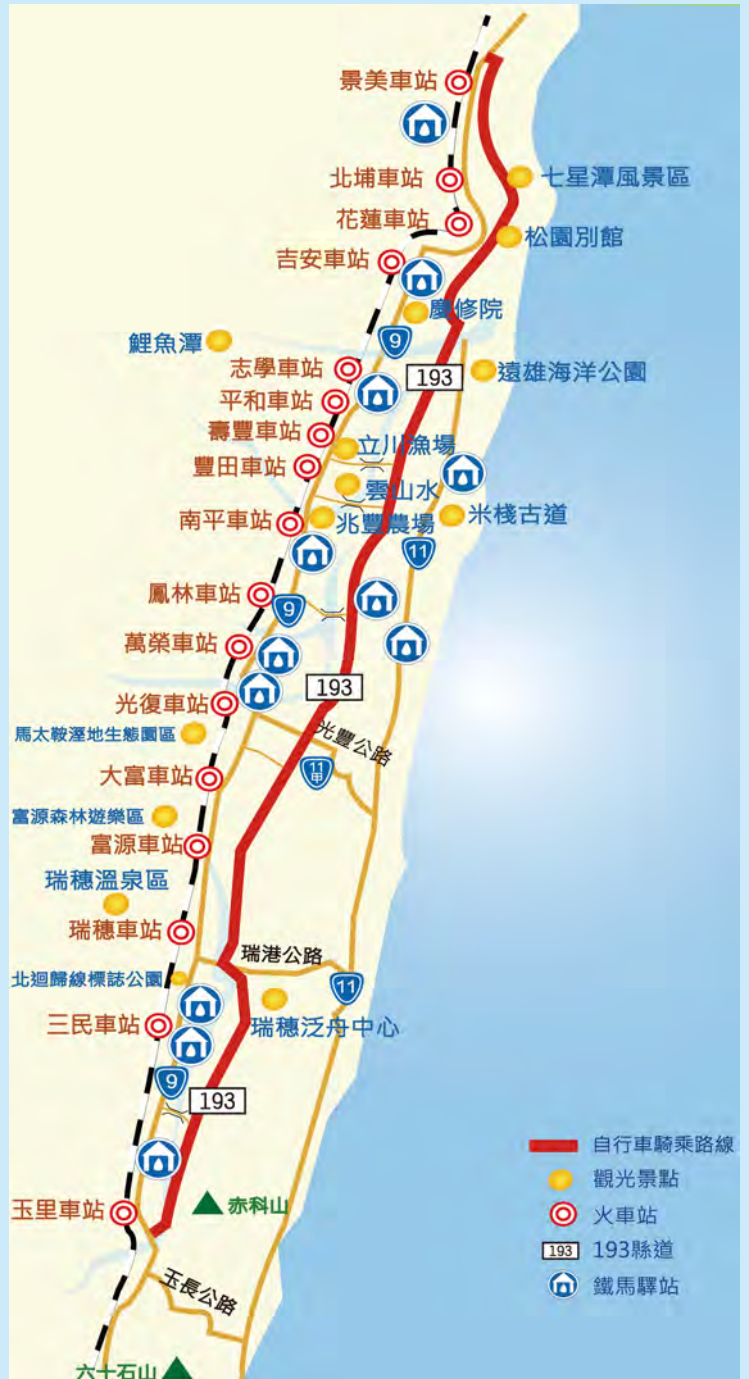 景美車站
北埔車站
七星潭風景區
花蓮車站
松園別館
吉安車站
慶修院
9
鯉魚潭
志學車站
193
遠雄海洋公園
平和車站
壽豐車站
立川漁場
豐田車站
雲山水
南平車站
兆豐農場
米棧古道
11
鳳林車站
9
萬榮車站
193
光復車站
馬太鞍溼地生態園區
光豐公路
11甲
大富車站
富源森林遊樂區
富源車站
瑞穗溫泉區
瑞穗車站
瑞港公路
北迴歸線標誌公園
11
三民車站
瑞穗泛舟中心
9
193
自行車騎乘路線
觀光景點
玉里車站
赤科山
火車站
193
193縣道
玉長公路
鐵馬驛站
六十石山